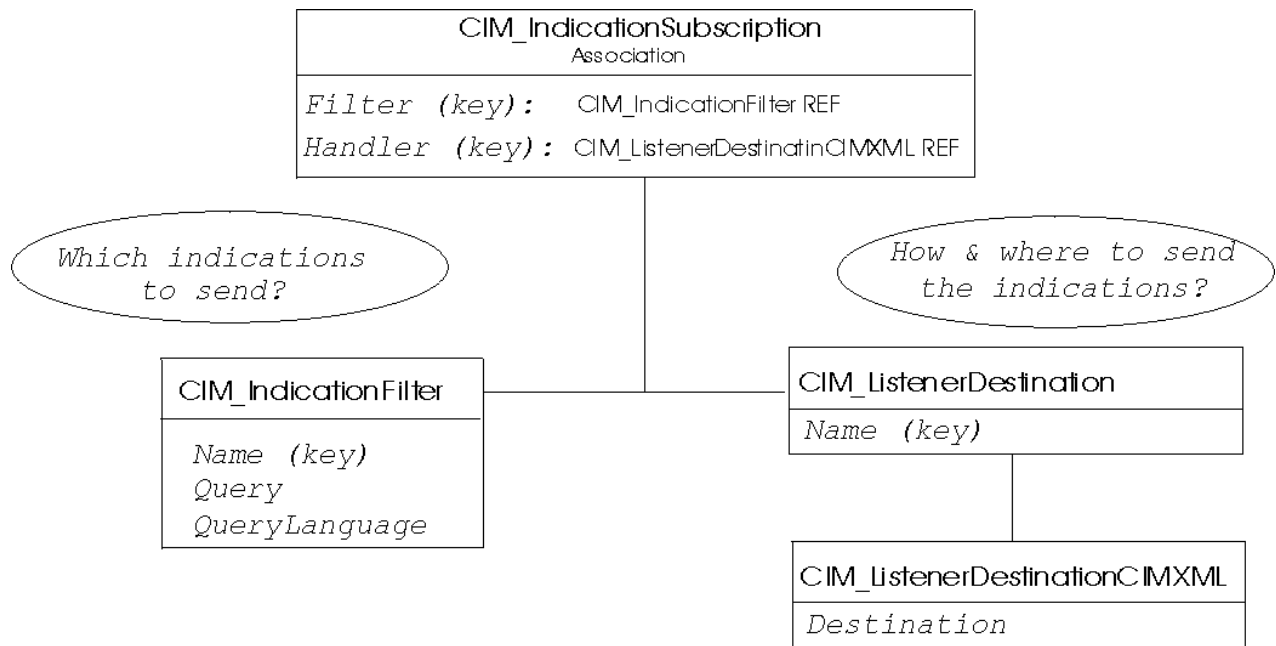 CIM_IndicationSubscription
Association
Filter (key): CIM_IndicationFilter REF
Handler (key): CIM_ListenerDestinatinCIMXML REF
Which indications
to send?
How & where to send
the indications?
CIM_IndicationFilter
Name (key)
Query
QueryLanguage
CIM_ListenerDestination
Name (key)
CIM_ListenerDestinationCIMXML
Destination